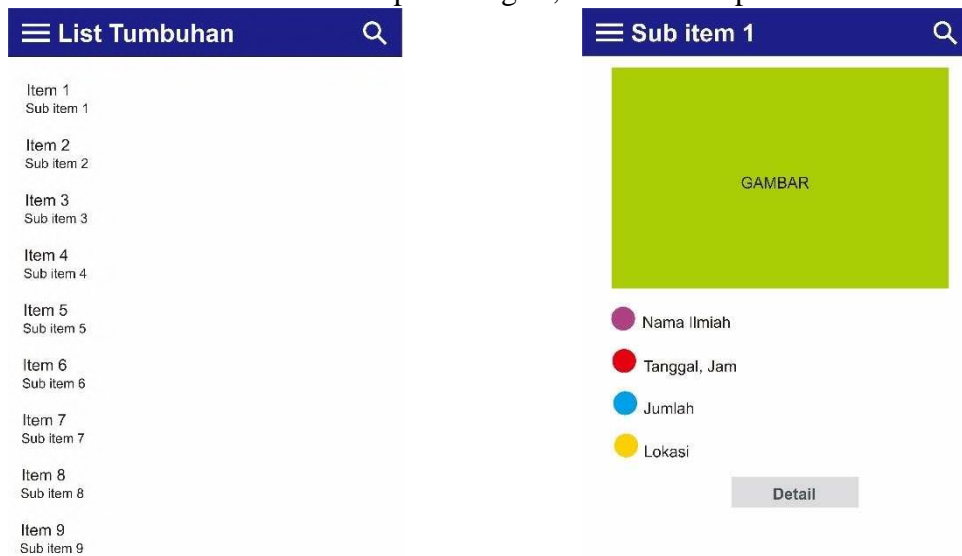 List Tumbuhan
Item 1
Sub item 1
Item 2
Sub item 2
Item 3
Sub item 3
Item 4
Sub item 4
Item 5
Sub item 5
Item 6
Sub item 6
Item 7
Sub item 7
Item 8
Sub item 8
Item 9
Sub item 9
Sub item 1
GAMBAR
Nama Ilmiah
Tanggal, Jam
Jumlah
Lokasi
Detail